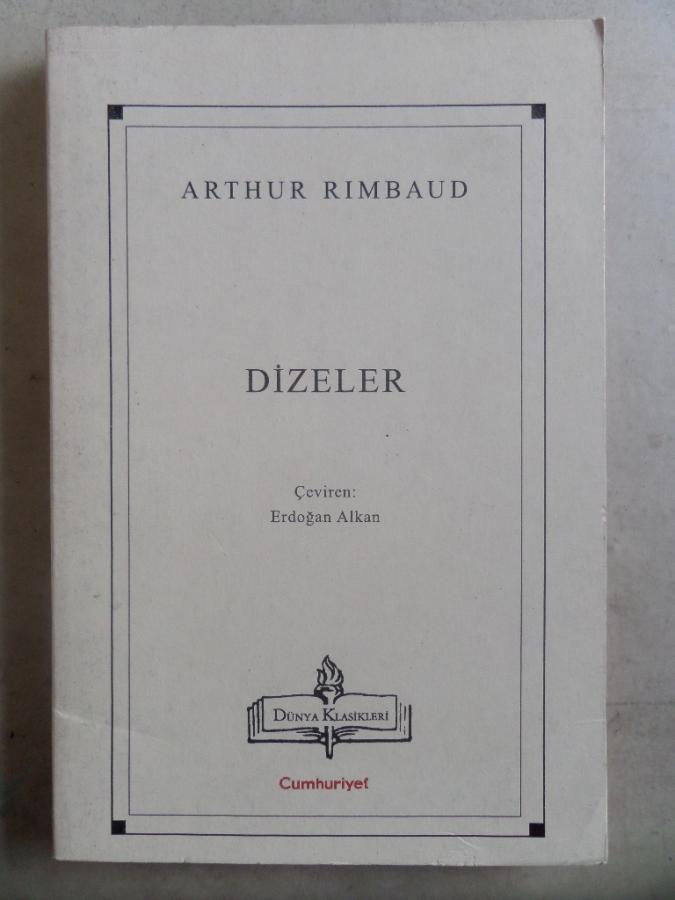 ARTHUR RIMBAUD
DİZELER
Çeviren:
Erdoğan Alkan
DÜNYA KLASİKLERİ
Cumhuriyet